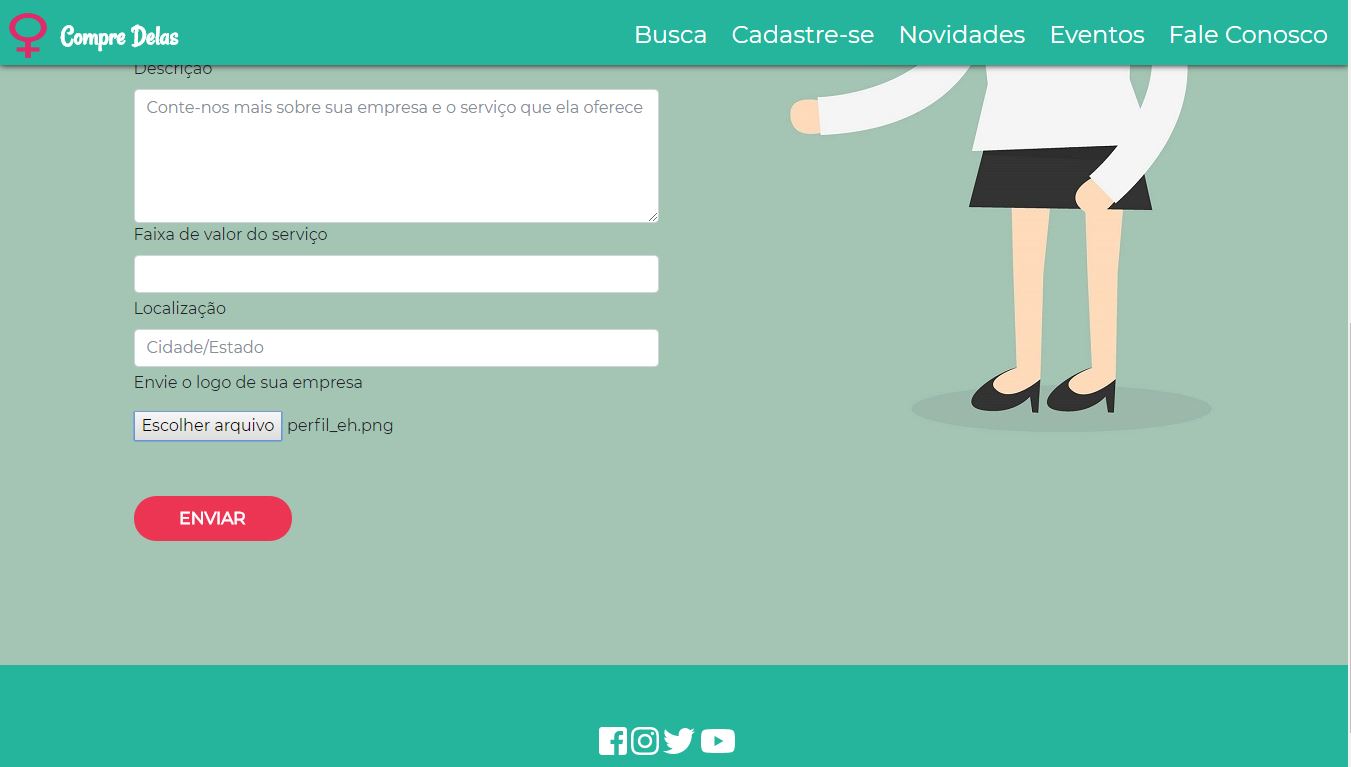 Compre Delas
Busca Cadastre-se Novidades Eventos Fale Conosco
Descrição
Conte-nos mais sobre sua empresa e o serviço que ela oferece
Faixa de valor do serviço
Localização
Cidade/Estado
Envie o logo de sua empresa
Escolher arquivo perfil_eh.png
ENVIAR